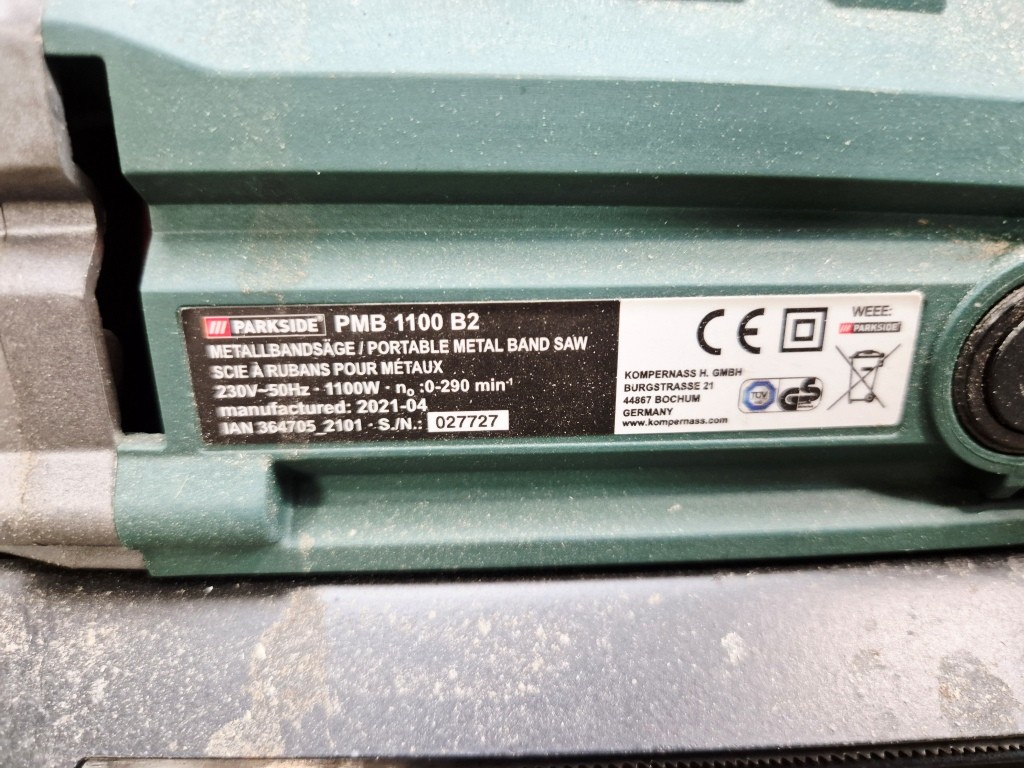 PARKSIDE® PMB 1100 B2
METALLBANDSÄGE / PORTABLE METAL BAND SAW
SCIE À RUBANS POUR MÉTAUX
230V~50Hz · 1100W · n₀ :0-290 min⁻¹
manufactured: 2021-04
IAN 364705_2101 · S./N.: 027727
CE
WEEE:
PARKSIDE®
KOMPERNASS H. GMBH
BURGSTRASSE 21
44867 BOCHUM
GERMANY
www.kompernass.com
TÜV
GS